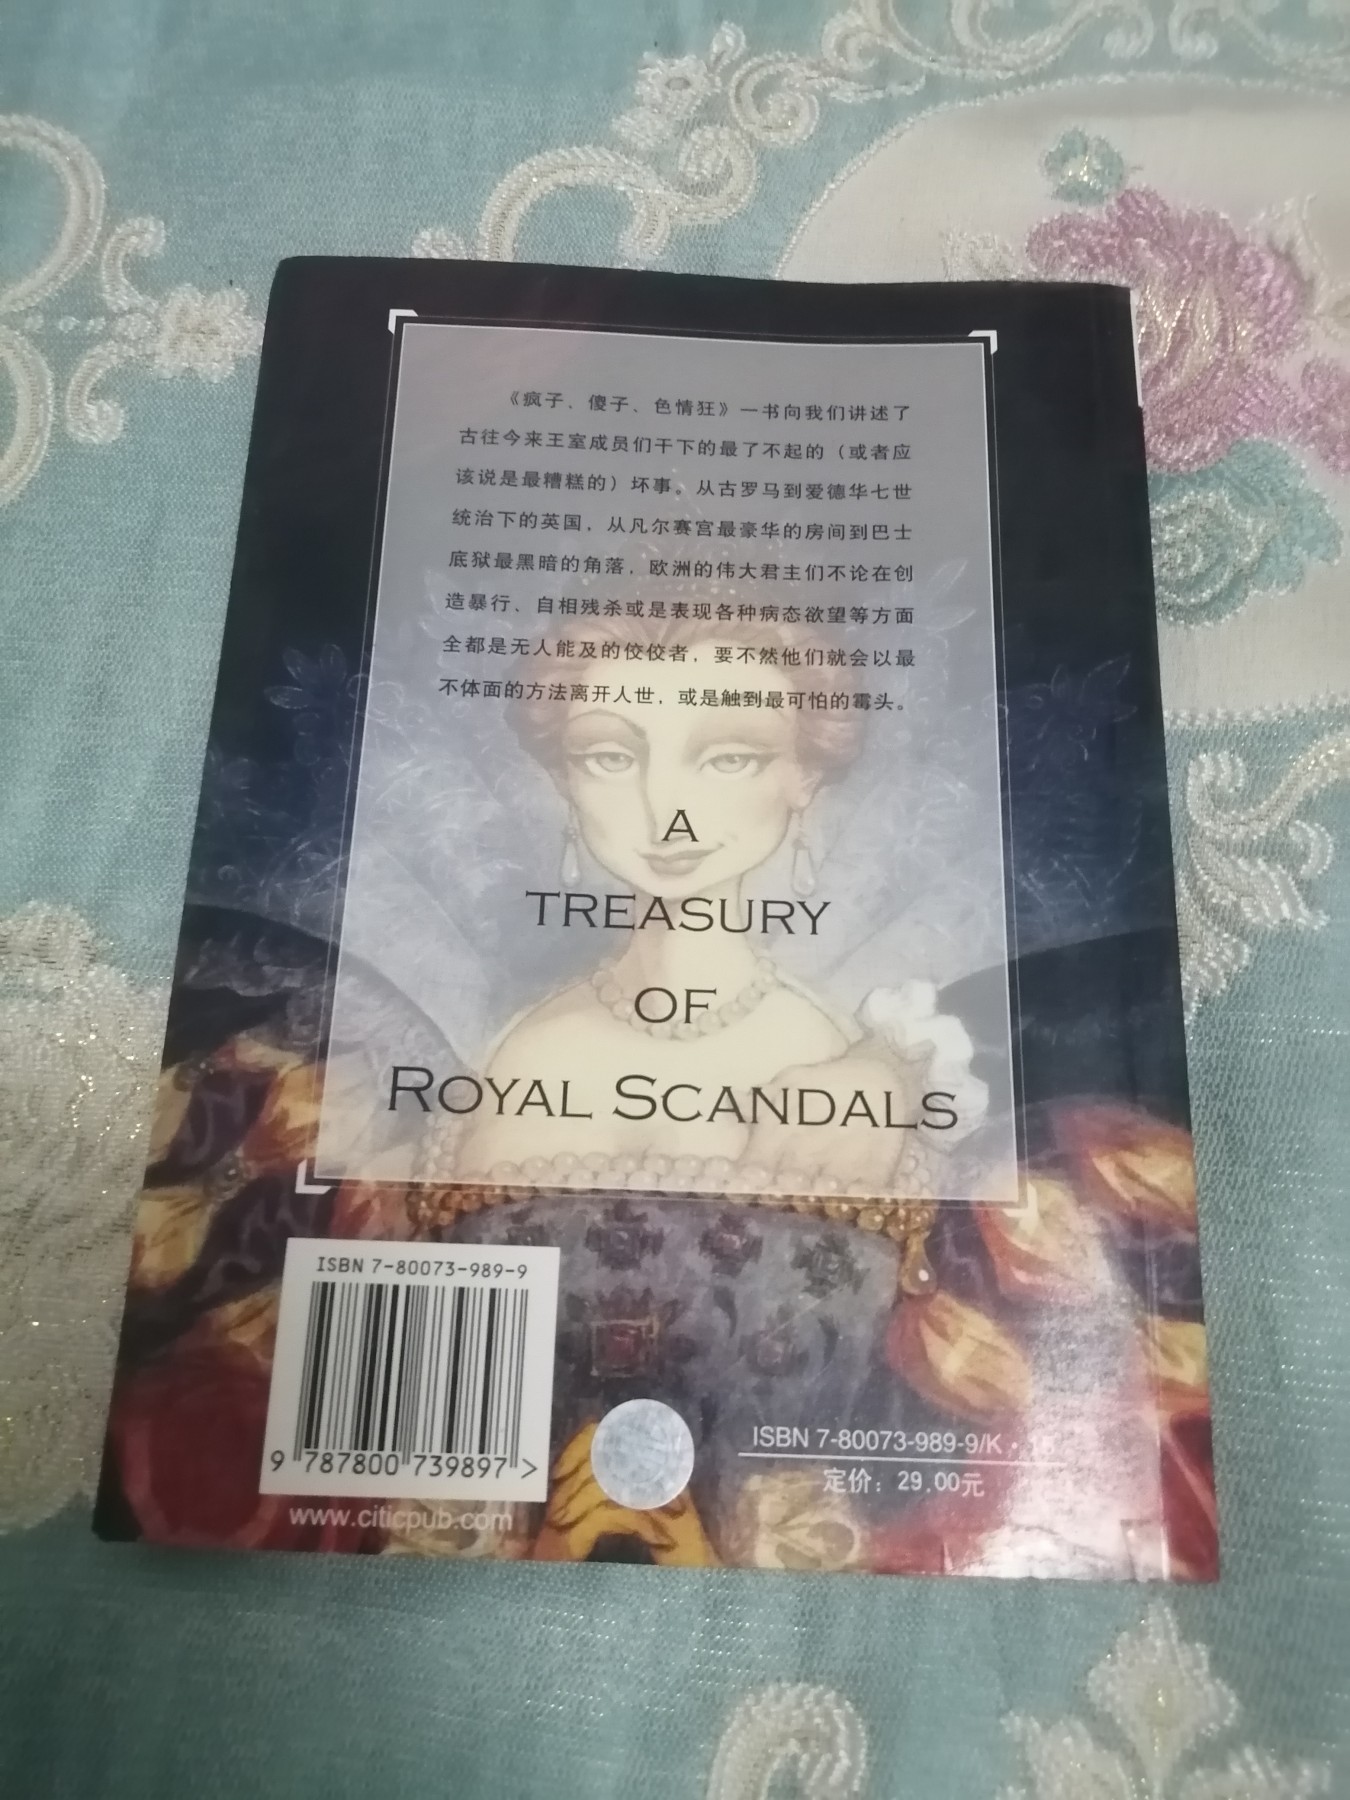 《疯子、傻子、色情狂》一书向我们讲述了
古往今来王室成员们干下的最了不起的（或者应
该说是最糟糕的）坏事。从古罗马到爱德华七世
统治下的英国，从凡尔赛宫最豪华的房间到巴士
底狱最黑暗的角落，欧洲的伟大君主们不论在创
造暴行、自相残杀或是表现各种病态欲望等方面
全都是无人能及的佼佼者，要不然他们就会以最
不体面的方法离开人世，或是触到最可怕的霉头。
A
TREASURY
OF
ROYAL SCANDALS
ISBN 7-80073-989-9
9 787800 739897 >
www.citicpub.com
ISBN 7-80073-989-9/K·
定价：29.00元